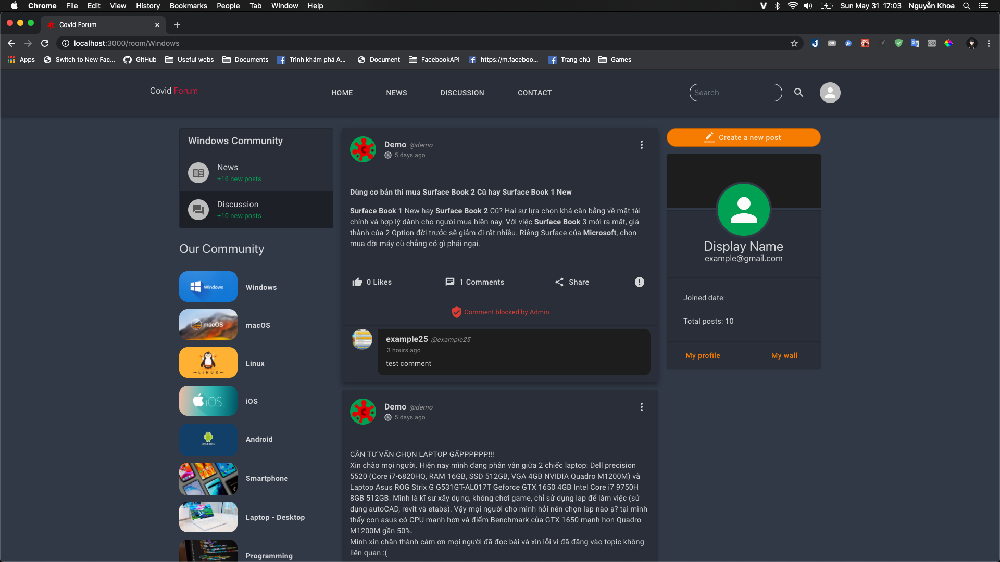 Chrome File Edit View History Bookmarks People Tab Window Help Sun May 31 17:03 Nguyễn Khoa
Covid Forum
localhost:3000/room/Windows
Apps Switch to New Fac... GitHub Useful webs Documents Trình khám phá A... Document FacebookAPI https://m.faceboo... Trang chủ Games
Covid Forum HOME NEWS DISCUSSION CONTACT Search
Windows Community
News
+16 new posts
Discussion
+10 new posts
Our Community
Windows Windows
macOS macOS
LINUX Linux
iOS iOS
ANDROID Android
Smartphone
Laptop - Desktop
Programming
Demo @demo
5 days ago
Dùng cơ bản thì mua Surface Book 2 Cũ hay Surface Book 1 New
Surface Book 1 New hay Surface Book 2 Cũ? Hai sự lựa chọn khá cân bằng về mặt tài
chính và hợp lý dành cho người mua hiện nay. Với việc Surface Book 3 mới ra mắt, giá
thành của 2 Option đời trước sẽ giảm đi rât nhiều. Riêng Surface của Microsoft, chọn
mua đời máy cũ chẳng có gì phải ngại.
0 Likes 1 Comments Share
Comment blocked by Admin
example25 @example25
3 hours ago
test comment
Demo @demo
5 days ago
CẦN TƯ VẤN CHỌN LAPTOP GẤPPPPPP!!!
Xin chào mọi người. Hiện nay mình đang phân vân giữa 2 chiếc laptop: Dell precision
5520 (Core i7-6820HQ, RAM 16GB, SSD 512GB, VGA 4GB NVIDIA Quadro M1200M) và
Laptop Asus ROG Strix G G531GT-AL017T Geforce GTX 1650 4GB Intel Core i7 9750H
8GB 512GB. Mình là kĩ sư xây dựng, không chơi game, chỉ sử dụng lap để làm việc (sử
dụng autoCAD, revit và etabs). Vậy mọi người cho mình hỏi nên chọn lap nào ạ? tại mình
thấy con asus có CPU mạnh hơn và điểm Benchmark của GTX 1650 mạnh hơn Quadro
M1200M gần 50%.
Mình xin chân thành cám ơn mọi người đã đọc bài và xin lỗi vì đã đăng vào topic không
liên quan :(
Create a new post
Display Name
example@gmail.com
Joined date:
Total posts: 10
My profile My wall